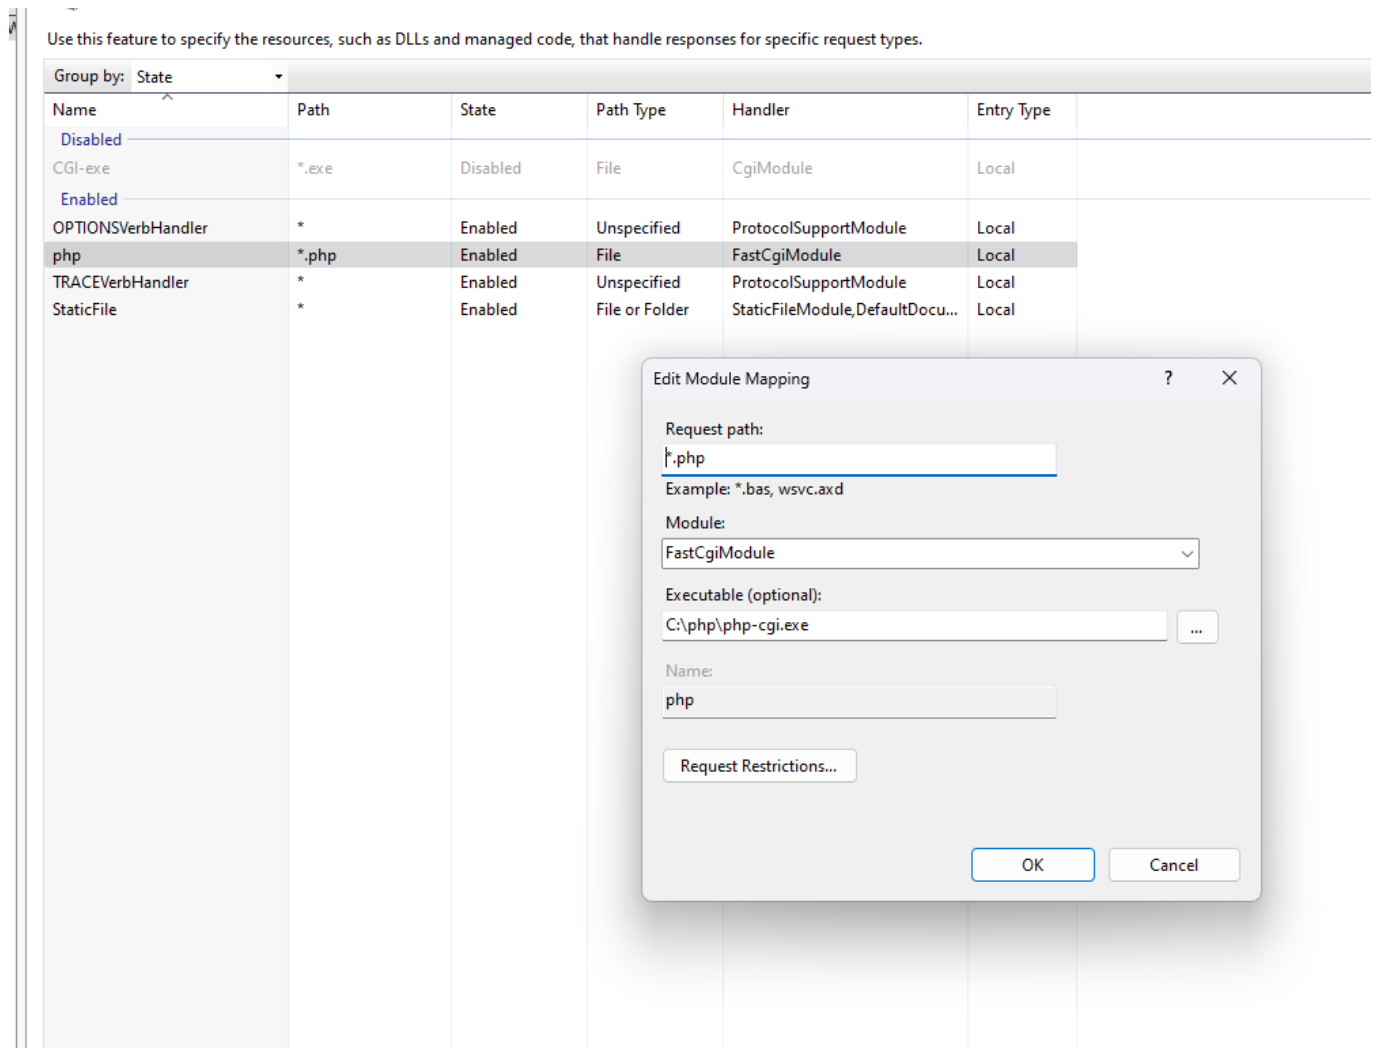 Use this feature to specify the resources, such as DLLs and managed code, that handle responses for specific request types.
Group by: State
Name Path State Path Type Handler Entry Type
Disabled
CGI-exe *.exe Disabled File CgiModule Local
Enabled
OPTIONSVerbHandler * Enabled Unspecified ProtocolSupportModule Local
php *.php Enabled File FastCgiModule Local
TRACEVerbHandler * Enabled Unspecified ProtocolSupportModule Local
StaticFile * Enabled File or Folder StaticFileModule,DefaultDocu... Local
Edit Module Mapping ?
Request path:
*.php
Example: *.bas, wsvc.axd
Module:
FastCgiModule
Executable (optional):
C:\php\php-cgi.exe
...
Name:
php
Request Restrictions...
OK Cancel